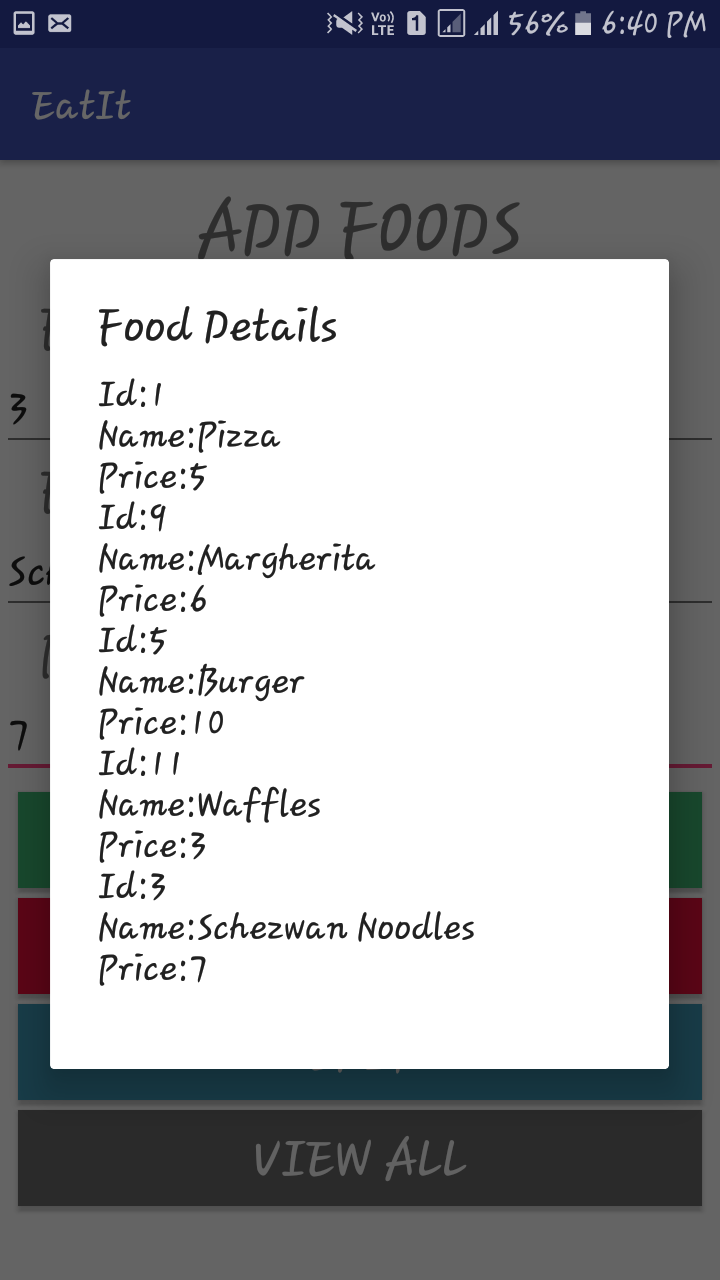 Vo))
LTE 1 56% 6:40 PM
EatIt
ADD FOODS
Food Details
3
Sch
7
Id:1
Name:Pizza
Price:5
Id:9
Name:Margherita
Price:6
Id:5
Name:Burger
Price:10
Id:11
Name:Waffles
Price:3
Id:3
Name:Schezwan Noodles
Price:7
VIEW ALL